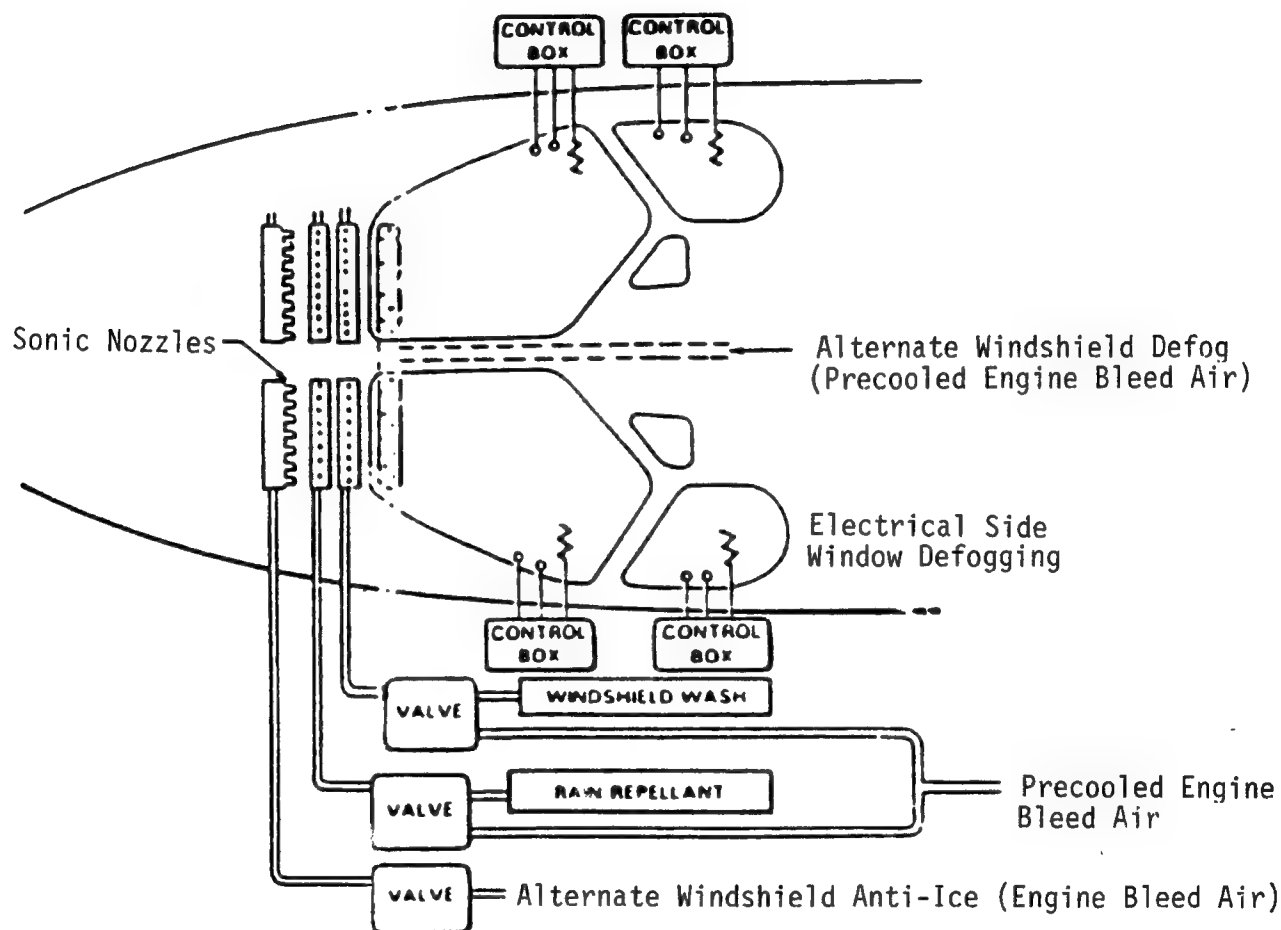 CONTROL
BOX
CONTROL
BOX
Sonic Nozzles
Alternate Windshield Defog
(Precooled Engine Bleed Air)
Electrical Side
Window Defogging
CONTROL
BOX
CONTROL
BOX
VALVE
WINDSHIELD WASH
VALVE
RAIN REPELLANT
Precooled Engine
Bleed Air
VALVE
Alternate Windshield Anti-Ice (Engine Bleed Air)